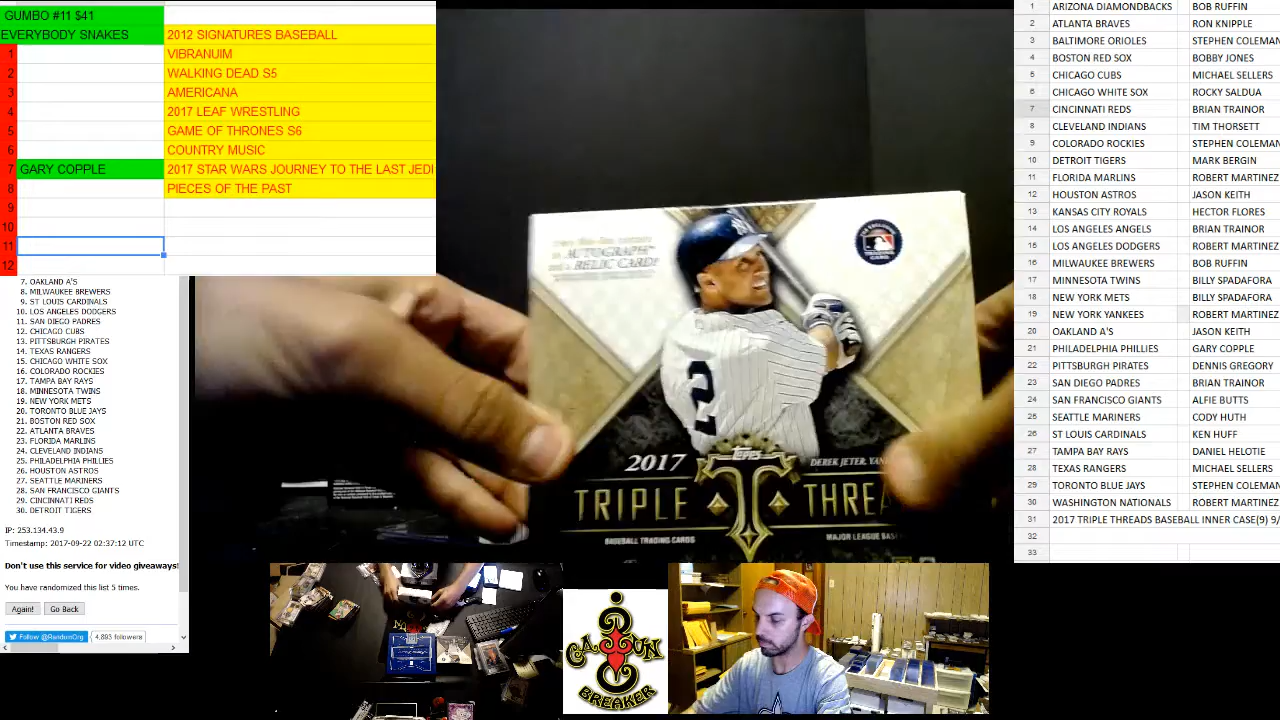 GUMBO #11 $41
EVERYBODY SNAKES
2012 SIGNATURES BASEBALL
1
VIBRANUIM
2
WALKING DEAD S5
3
AMERICANA
4
2017 LEAF WRESTLING
5
GAME OF THRONES S6
6
COUNTRY MUSIC
7
GARY COPPLE
2017 STAR WARS JOURNEY TO THE LAST JEDI
8
PIECES OF THE PAST
9
10
11
12
7. OAKLAND A'S
8. MILWAUKEE BREWERS
9. ST LOUIS CARDINALS
10. LOS ANGELES DODGERS
11. SAN DIEGO PADRES
12. CHICAGO CUBS
13. PITTSBURGH PIRATES
14. TEXAS RANGERS
15. CHICAGO WHITE SOX
16. COLORADO ROCKIES
17. TAMPA BAY RAYS
18. MINNESOTA TWINS
19. NEW YORK METS
20. TORONTO BLUE JAYS
21. BOSTON RED SOX
22. ATLANTA BRAVES
23. FLORIDA MARLINS
24. CLEVELAND INDIANS
25. PHILADELPHIA PHILLIES
26. HOUSTON ASTROS
27. SEATTLE MARINERS
28. SAN FRANCISCO GIANTS
29. CINCINNATI REDS
30. DETROIT TIGERS
IP: 253.134.43.9
Timestamp: 2017-09-22 02:37:12 UTC
Don't use this service for video giveaways!
You have randomized this list 5 times.
Again! Go Back
Follow @RandomOrg 4,893 followers
AUTOGRAPH
RELIC CARD!
2
2017
DEREK JETER, YAN
Topps
TRIPLE T THREA
BASEBALL TRADING CARDS
MAJOR LEAGUE BAS
CAJUN
BREAKER
1 ARIZONA DIAMONDBACKS BOB RUFFIN
2 ATLANTA BRAVES RON KNIPPLE
3 BALTIMORE ORIOLES STEPHEN COLEMAN
4 BOSTON RED SOX BOBBY JONES
5 CHICAGO CUBS MICHAEL SELLERS
6 CHICAGO WHITE SOX ROCKY SALDUA
7 CINCINNATI REDS BRIAN TRAINOR
8 CLEVELAND INDIANS TIM THORSETT
9 COLORADO ROCKIES STEPHEN COLEMAN
10 DETROIT TIGERS MARK BERGIN
11 FLORIDA MARLINS ROBERT MARTINEZ
12 HOUSTON ASTROS JASON KEITH
13 KANSAS CITY ROYALS HECTOR FLORES
14 LOS ANGELES ANGELS BRIAN TRAINOR
15 LOS ANGELES DODGERS ROBERT MARTINEZ
16 MILWAUKEE BREWERS BOB RUFFIN
17 MINNESOTA TWINS BILLY SPADAFORA
18 NEW YORK METS BILLY SPADAFORA
19 NEW YORK YANKEES ROBERT MARTINEZ
20 OAKLAND A'S JASON KEITH
21 PHILADELPHIA PHILLIES GARY COPPLE
22 PITTSBURGH PIRATES DENNIS GREGORY
23 SAN DIEGO PADRES BRIAN TRAINOR
24 SAN FRANCISCO GIANTS ALFIE BUTTS
25 SEATTLE MARINERS CODY HUTH
26 ST LOUIS CARDINALS KEN HUFF
27 TAMPA BAY RAYS DANIEL HELOTIE
28 TEXAS RANGERS MICHAEL SELLERS
29 TORONTO BLUE JAYS STEPHEN COLEMAN
30 WASHINGTON NATIONALS ROBERT MARTINEZ
31 2017 TRIPLE THREADS BASEBALL INNER CASE(9) 9/
32
33